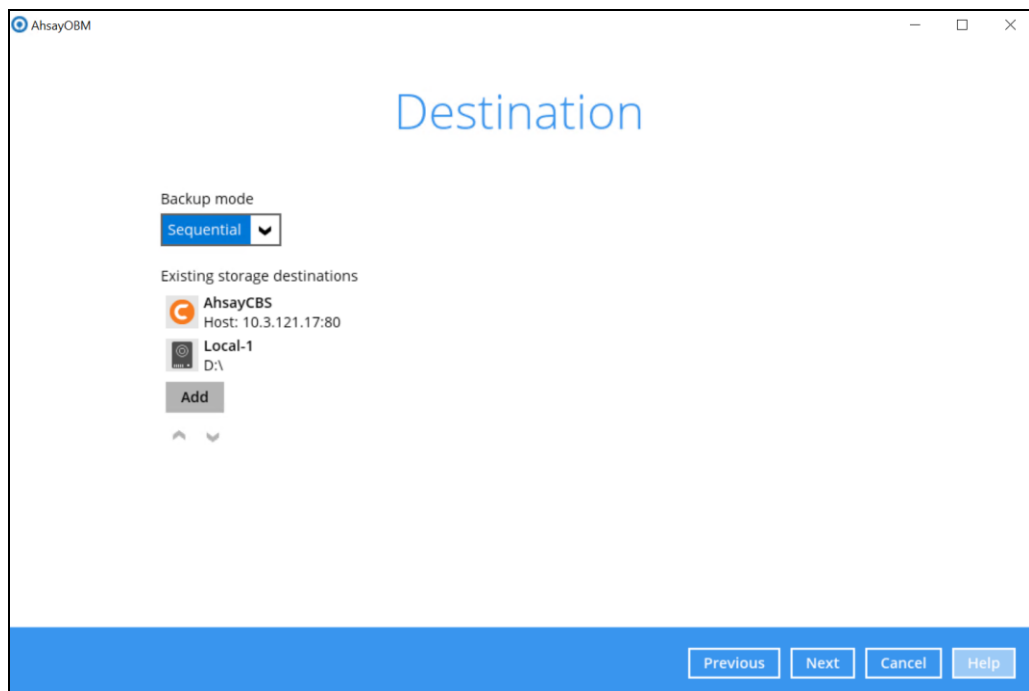 AhsayOBM
Destination
Backup mode
Sequential
Existing storage destinations
AhsayCBS
Host: 10.3.121.17:80
Local-1
D:\
Add
Previous Next Cancel Help